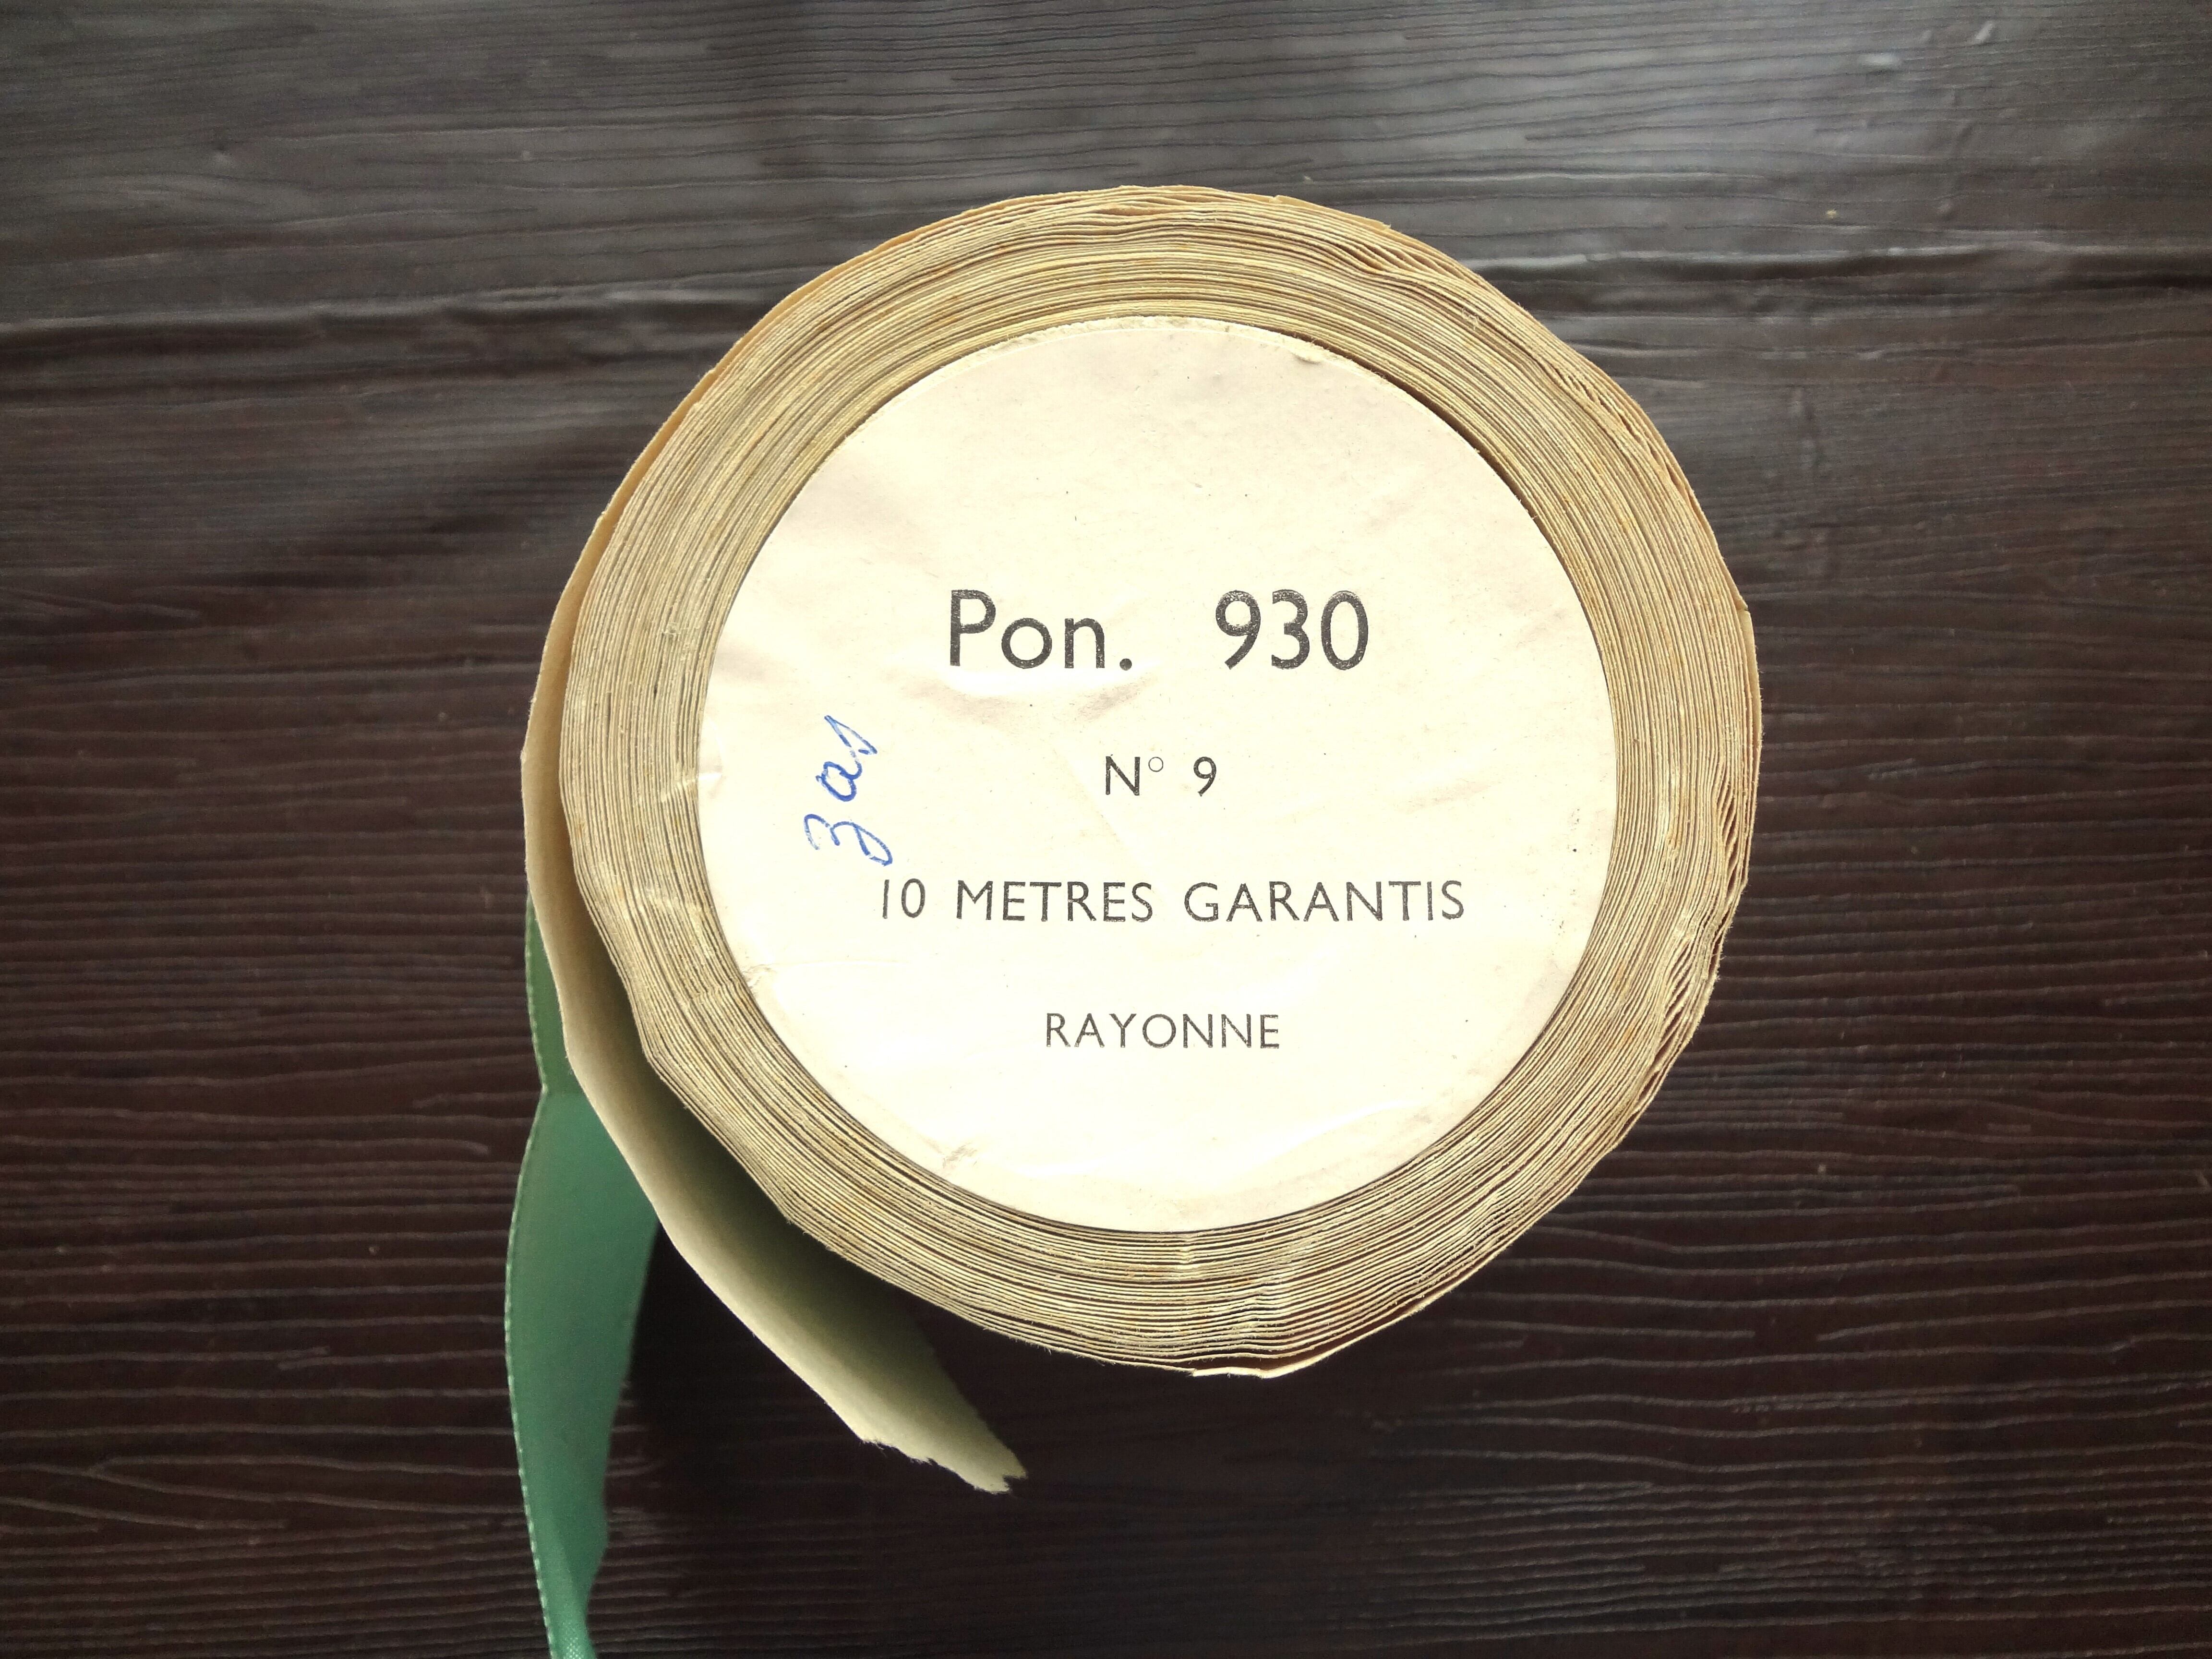 Pon. 930
N° 9
10 METRES GARANTIS
RAYONNE